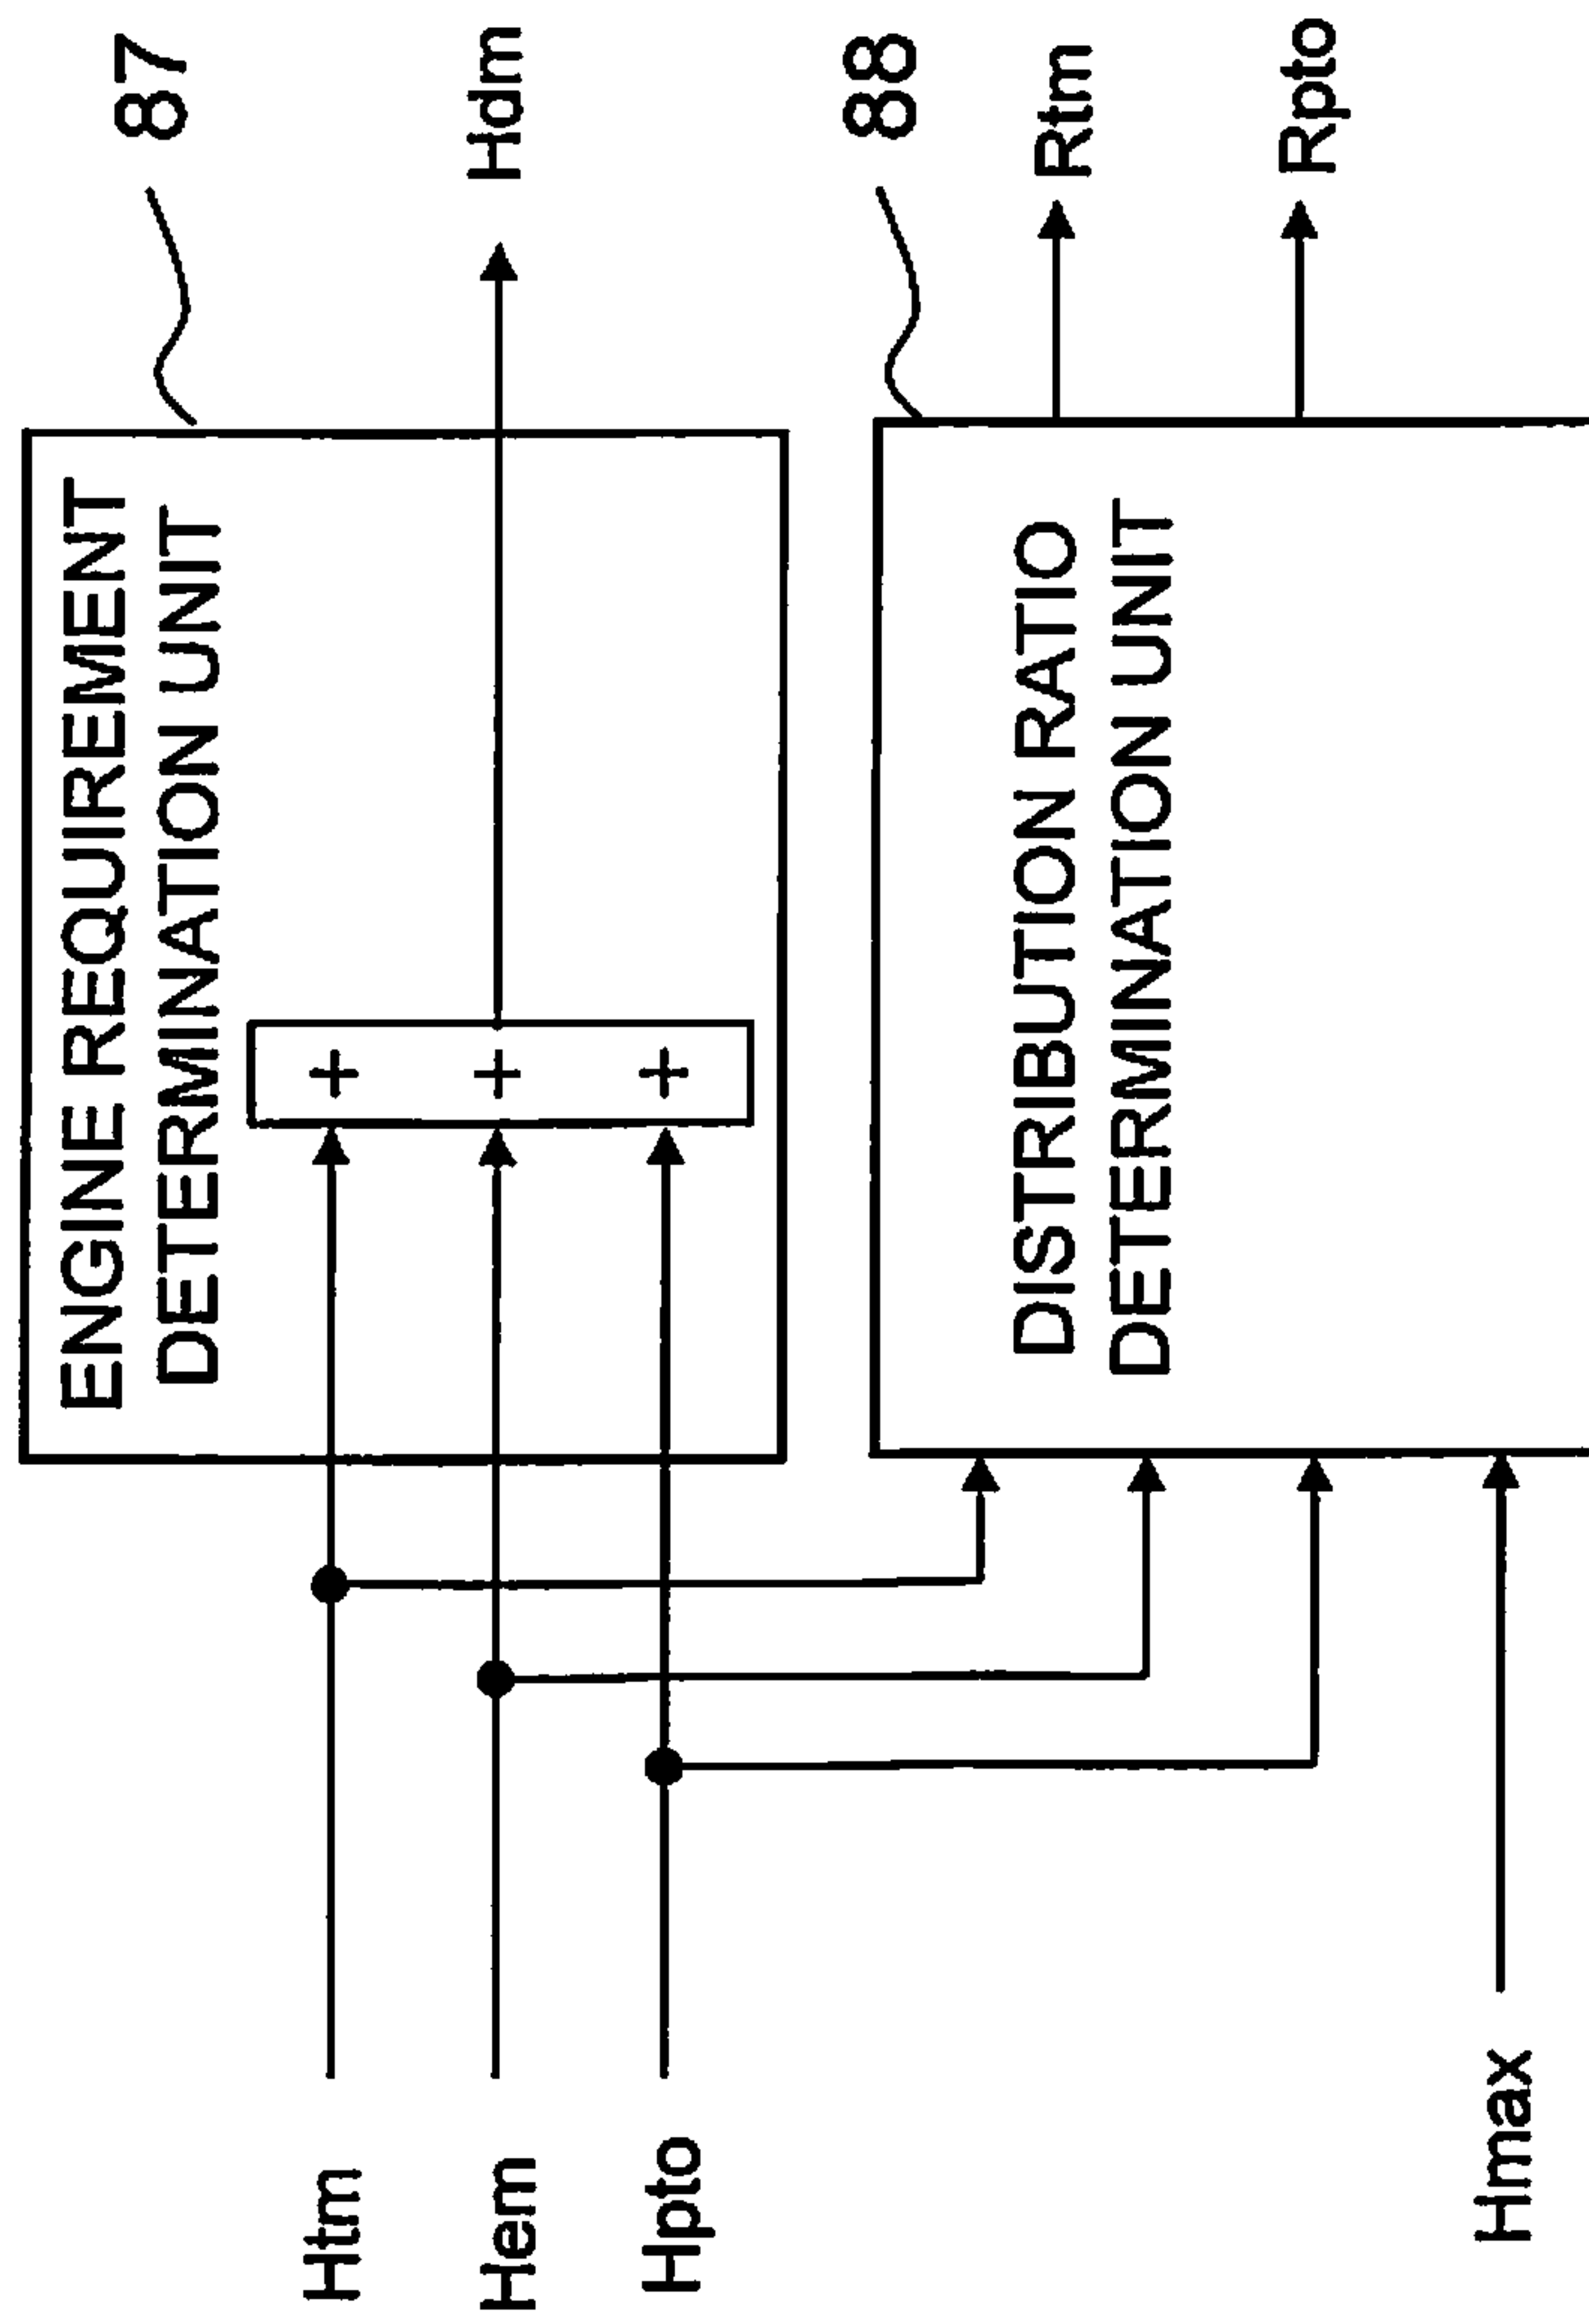 87
ENGINE REQUIREMENT
DETERMINATION UNIT
Htm
+
Hem
+
Hdm
Hpto
+
88
DISTRIBUTION RATIO
DETERMINATION UNIT
Rtm
Rpto
Hmax